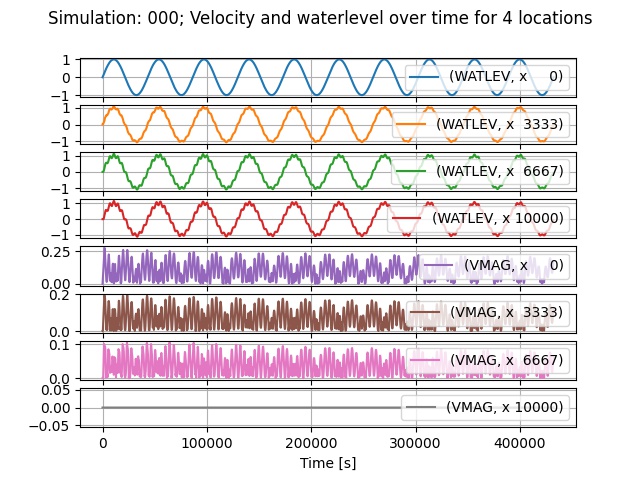 Simulation: 000; Velocity and waterlevel over time for 4 locations
1
0
−1
(WATLEV, x     0)
1
0
−1
(WATLEV, x  3333)
1
0
−1
(WATLEV, x  6667)
1
0
−1
(WATLEV, x 10000)
0.25
0.00
(VMAG, x     0)
0.2
0.0
(VMAG, x  3333)
0.1
0.0
(VMAG, x  6667)
0.05
0.00
−0.05
(VMAG, x 10000)
0 100000 200000 300000 400000
Time [s]